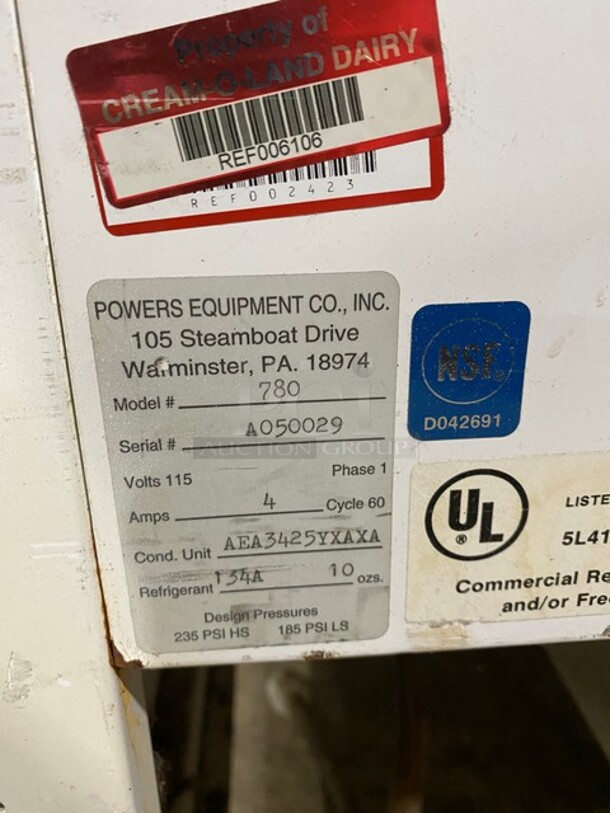 Property of
CREAM-O-LAND DAIRY
REF006106
REF002423
POWERS EQUIPMENT CO., INC.
105 Steamboat Drive
Warminster, PA. 18974
Model # 780
Serial # A050029
AUCTION GROUP
Volts 115 Phase 1
Amps 4 Cycle 60
Cond. Unit AEA3425YXAXA
Refrigerant 134A 10 ozs.
Design Pressures
235 PSI HS 185 PSI LS
NSF®
D042691
UL®
LISTE
5L41
Commercial Re
and/or Fre